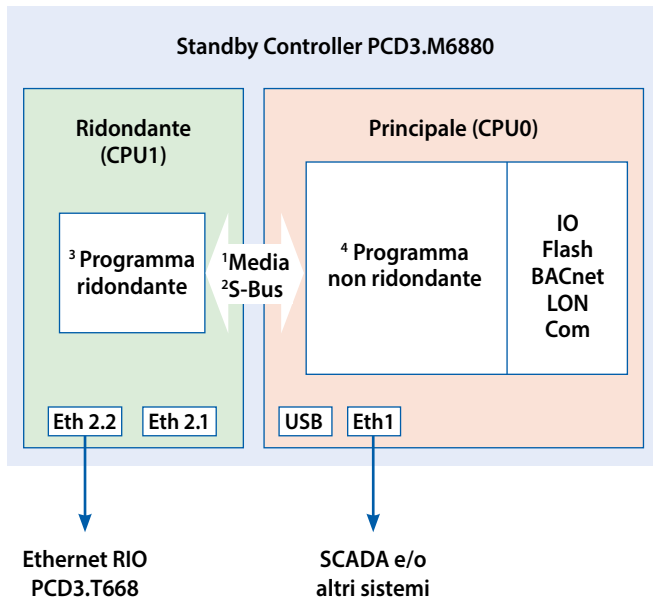 Standby Controller PCD3.M6880
Ridondante
(CPU1)
³ Programma
ridondante
¹Media
²S-Bus
Principale (CPU0)
⁴ Programma
non ridondante
IO
Flash
BACnet
LON
Com
Eth 2.2
Eth 2.1
USB
Eth1
Ethernet RIO
PCD3.T668
SCADA e/o
altri sistemi